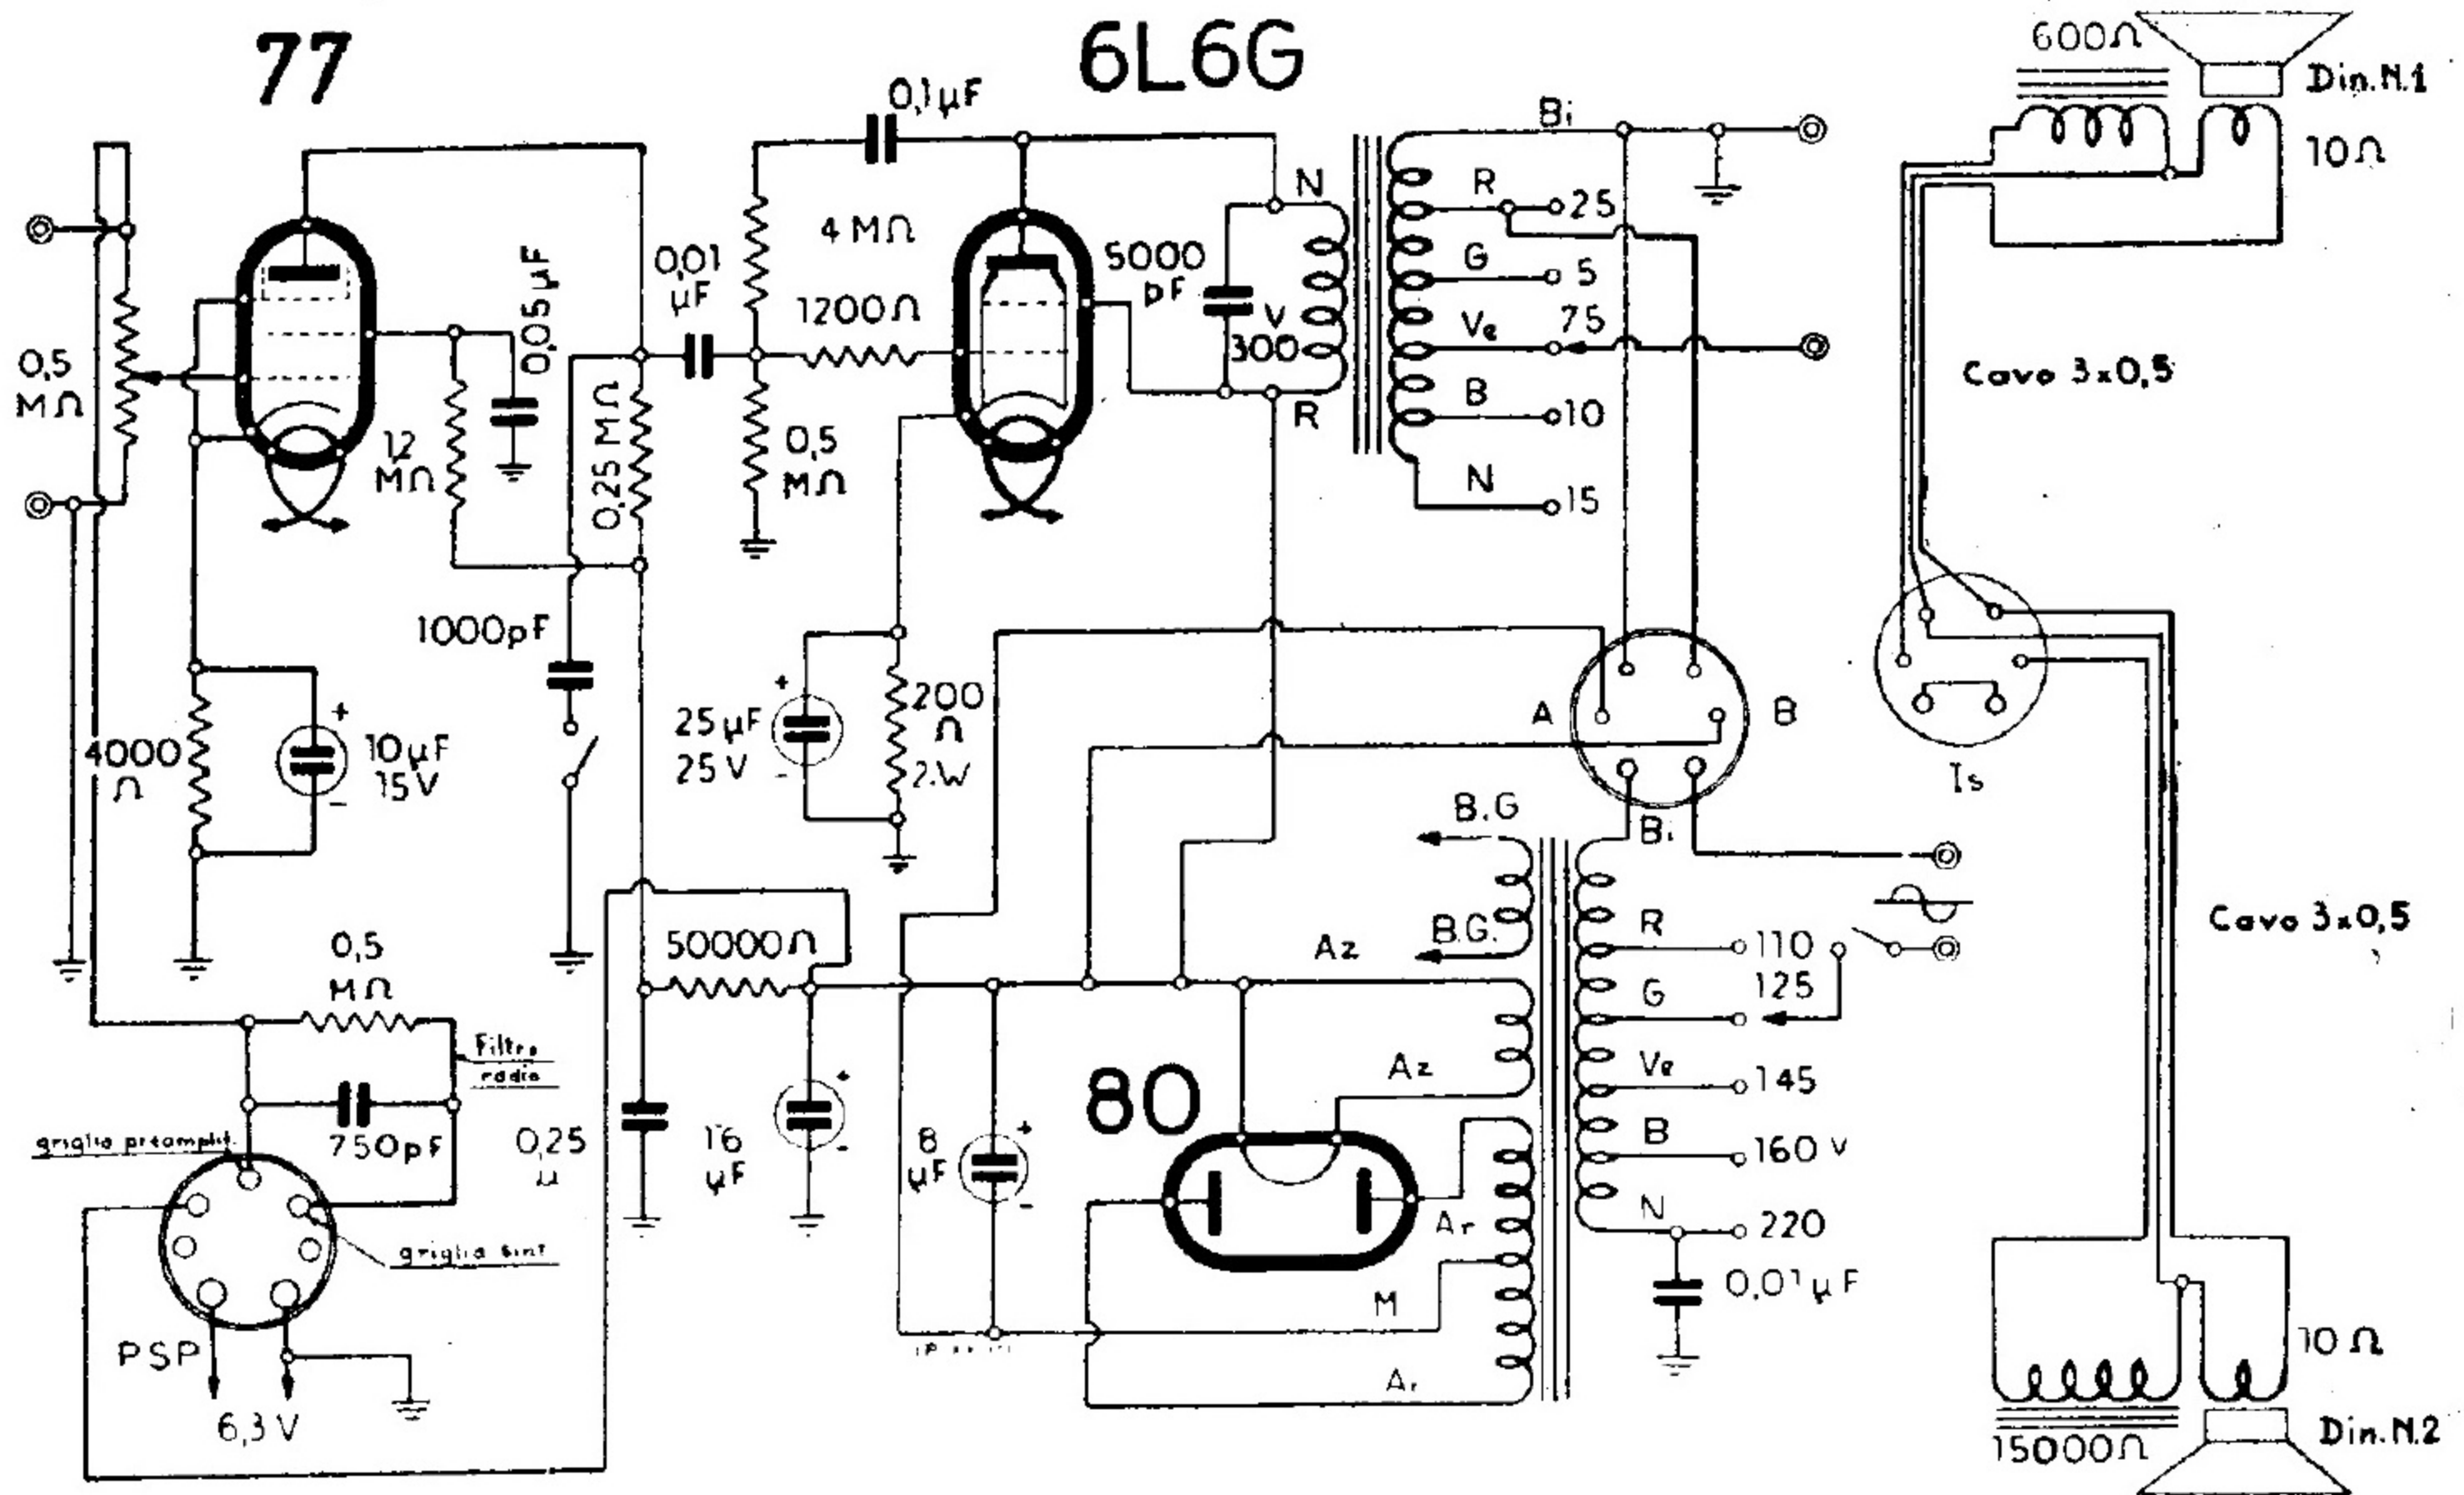 77
6L6G
600Ω
Din.N.1
10Ω
0,1µF
Bi
N
R
25
4 MΩ
5000
pF
G
5
0,05µF
0,01
µF
1200Ω
V
300
Ve
75
Cavo 3x0,5
0,5
MΩ
B
10
R
12
MΩ
0,25 MΩ
0,5
MΩ
N
15
1000pF
200
Ω
2.W
25µF
25V
+
-
A
B
Is
4000
Ω
10µF
15V
+
-
B.G
Bi
50000Ω
B.G.
Az
R
110
Cavo 3x0,5
0,5
MΩ
G
125
Filtro
radio
Az
Ve
145
80
griglia preamplif.
750pF
0,25
µ
16
µF
+
-
8
µF
+
-
B
160 V
Ar
N
220
griglia sint
0,01µF
M
PSP
6,3V
Ar
10Ω
15000Ω
Din.N.2